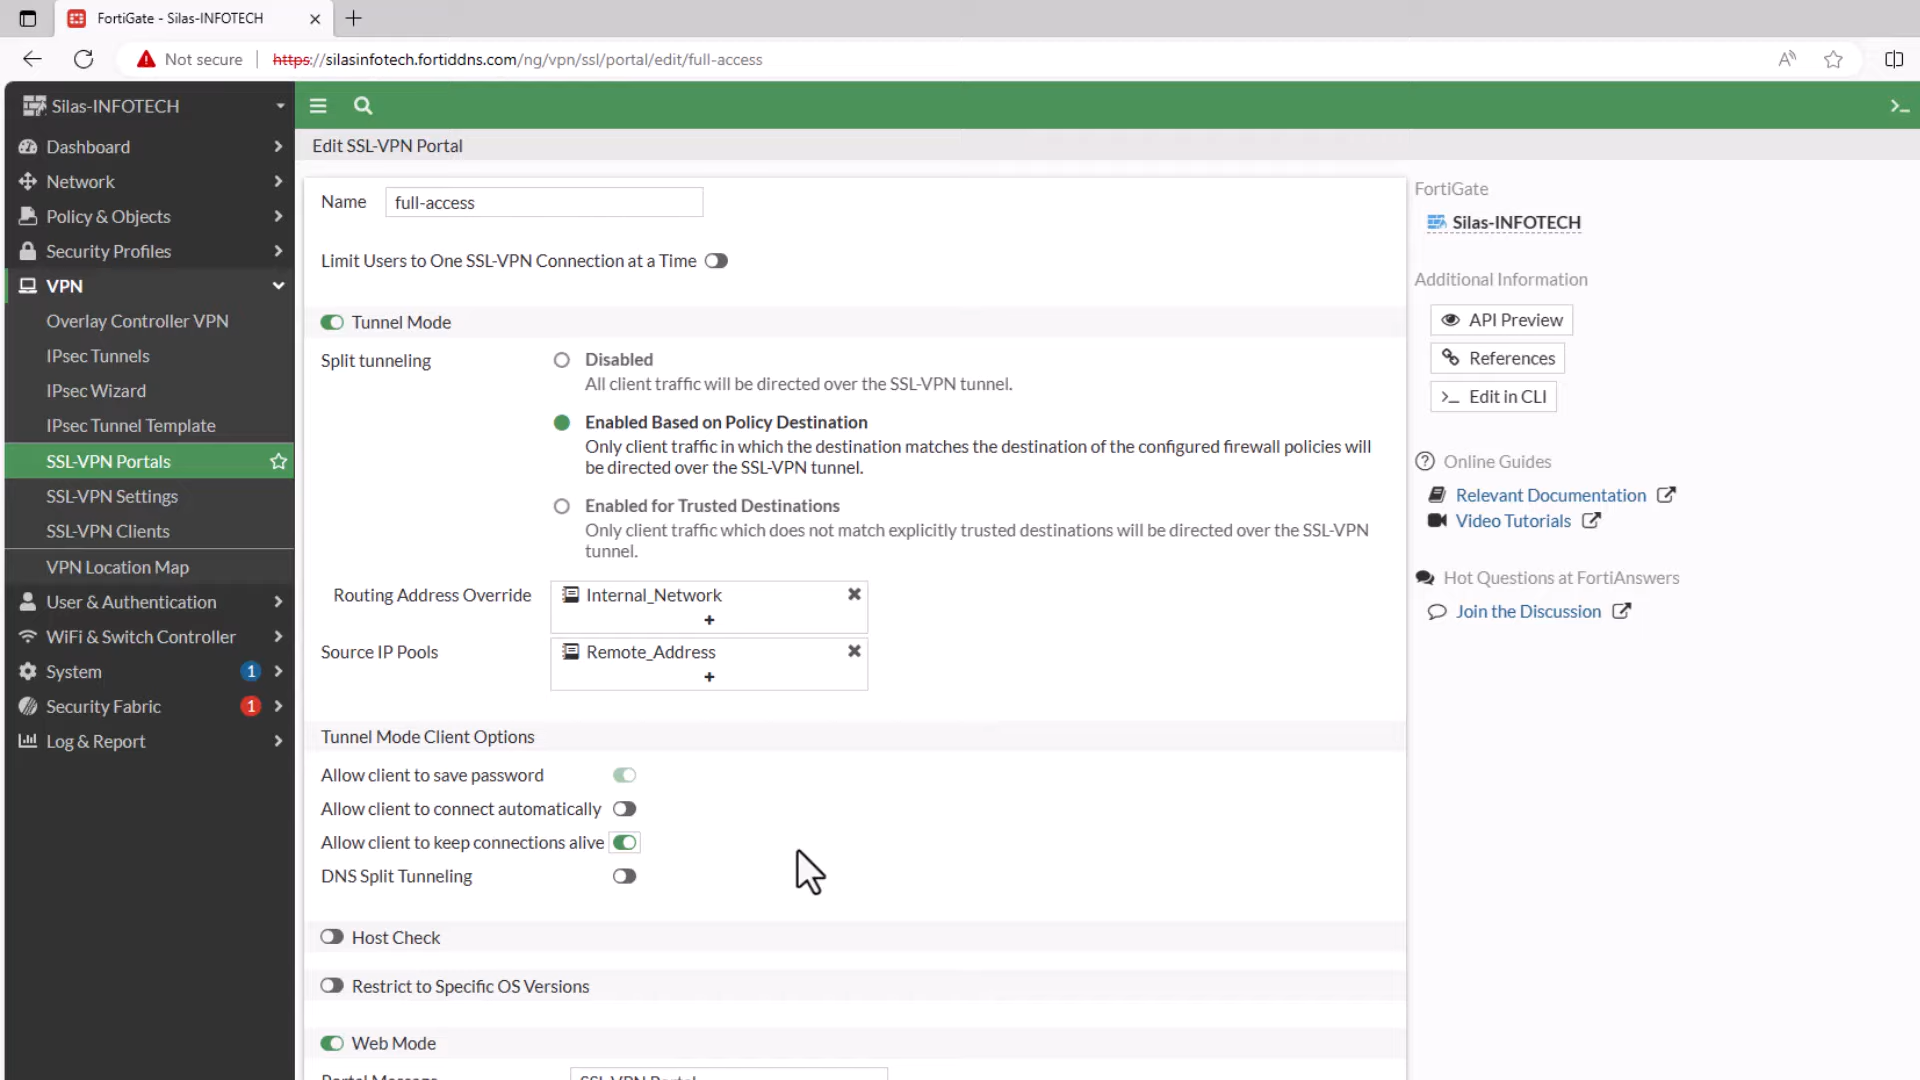 FortiGate - Silas-INFOTECH
Not secure
https://silasinfotech.fortiddns.com/ng/vpn/ssl/portal/edit/full-access
Silas-INFOTECH
Dashboard
Network
Policy & Objects
Security Profiles
VPN
Overlay Controller VPN
IPsec Tunnels
IPsec Wizard
IPsec Tunnel Template
SSL-VPN Portals
SSL-VPN Settings
SSL-VPN Clients
VPN Location Map
User & Authentication
WiFi & Switch Controller
System 1
Security Fabric 1
Log & Report
Edit SSL-VPN Portal
Name full-access
Limit Users to One SSL-VPN Connection at a Time
Tunnel Mode
Split tunneling
Disabled
All client traffic will be directed over the SSL-VPN tunnel.
Enabled Based on Policy Destination
Only client traffic in which the destination matches the destination of the configured firewall policies will
be directed over the SSL-VPN tunnel.
Enabled for Trusted Destinations
Only client traffic which does not match explicitly trusted destinations will be directed over the SSL-VPN
tunnel.
Routing Address Override Internal_Network
Source IP Pools Remote_Address
Tunnel Mode Client Options
Allow client to save password
Allow client to connect automatically
Allow client to keep connections alive
DNS Split Tunneling
Host Check
Restrict to Specific OS Versions
Web Mode
Portal Message SSL-VPN Portal
FortiGate
Silas-INFOTECH
Additional Information
API Preview
References
>_ Edit in CLI
Online Guides
Relevant Documentation
Video Tutorials
Hot Questions at FortiAnswers
Join the Discussion